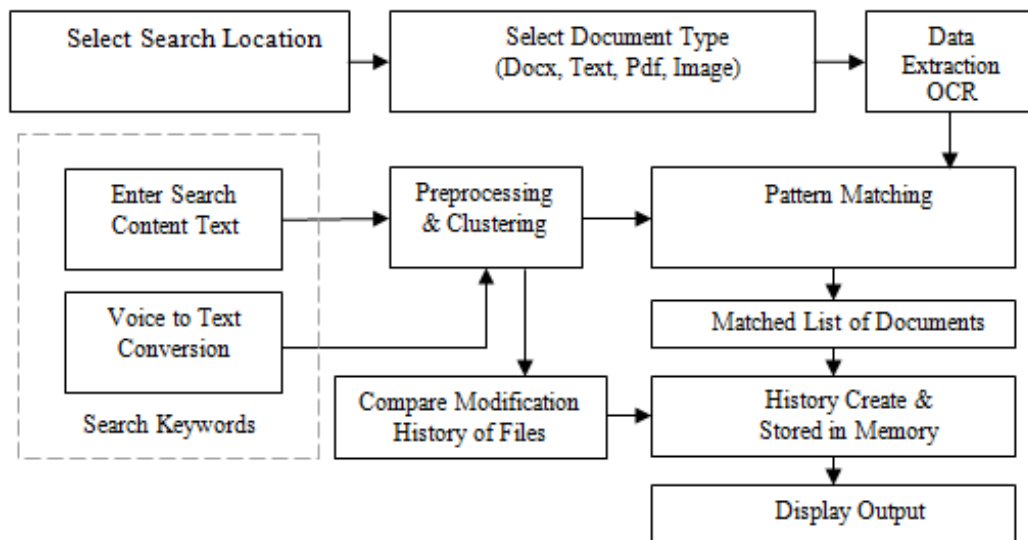 Select Search Location
Select Document Type
(Docx, Text, Pdf, Image)
Data
Extraction
OCR
Enter Search
Content Text
Preprocessing
& Clustering
Pattern Matching
Voice to Text
Conversion
Matched List of Documents
Search Keywords
Compare Modification
History of Files
History Create &
Stored in Memory
Display Output